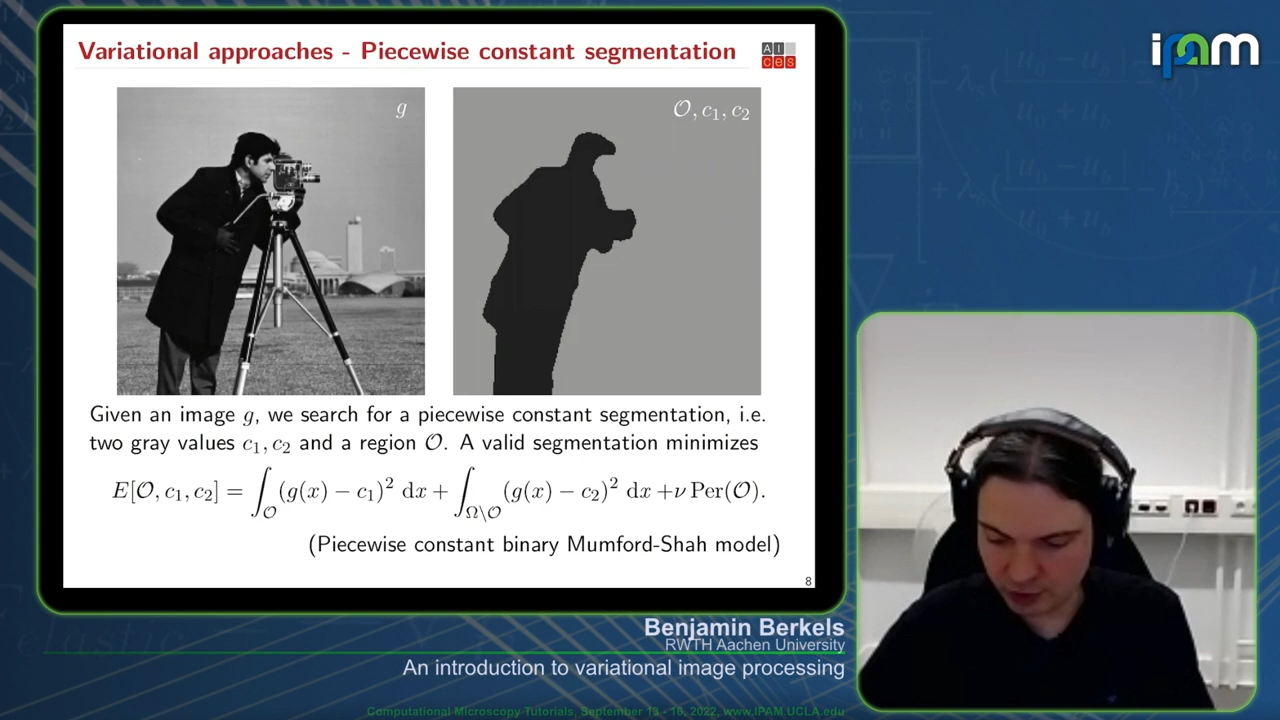 Variational approaches - Piecewise constant segmentation
AI
ces
ipam
g
𝒪, c₁, c₂
Given an image g, we search for a piecewise constant segmentation, i.e.
two gray values c₁, c₂ and a region 𝒪. A valid segmentation minimizes
E[𝒪, c₁, c₂] = ∫_𝒪 (g(x) − c₁)² dx + ∫_{Ω\𝒪} (g(x) − c₂)² dx + ν Per(𝒪).
(Piecewise constant binary Mumford-Shah model)
8
Benjamin Berkels
RWTH Aachen University
An introduction to variational image processing
Computational Microscopy Tutorials, September 13 - 16, 2022, www.IPAM.UCLA.edu